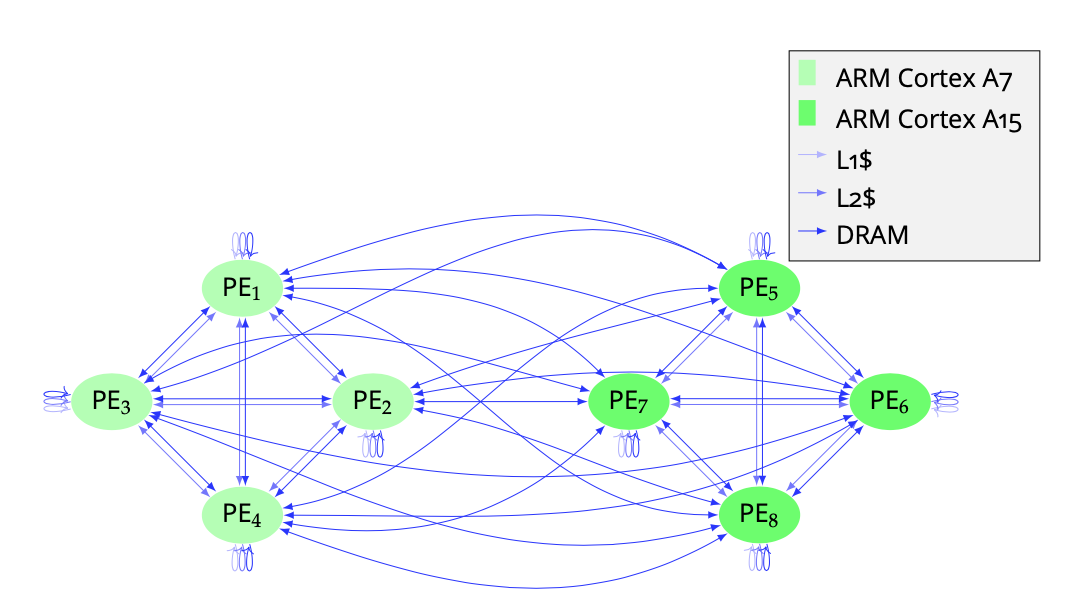 ARM Cortex A7
ARM Cortex A15
L1$
L2$
DRAM
PE1
PE5
PE3
PE2
PE7
PE6
PE4
PE8